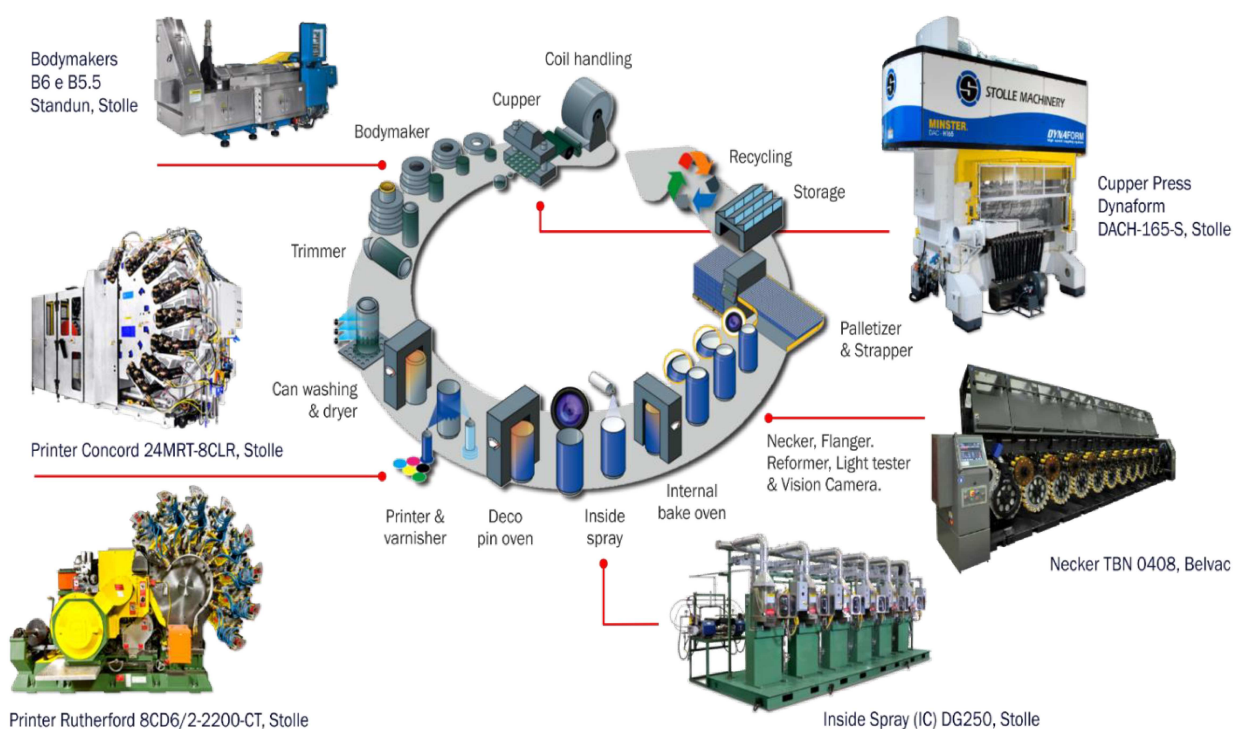 Bodymakers
B6 e B5.5
Standun, Stolle
Coil handling
Cupper
Bodymaker
Recycling
Storage
Trimmer
STOLLE MACHINERY
MINSTER
DYNAFORM
Cupper Press
Dynaform
DACH-165-S, Stolle
Palletizer
& Strapper
Can washing
& dryer
Printer Concord 24MRT-8CLR, Stolle
Necker, Flanger.
Reformer, Light tester
& Vision Camera.
Printer &
varnisher
Deco
pin oven
Inside
spray
Internal
bake oven
Necker TBN 0408, Belvac
Printer Rutherford 8CD6/2-2200-CT, Stolle
Inside Spray (IC) DG250, Stolle